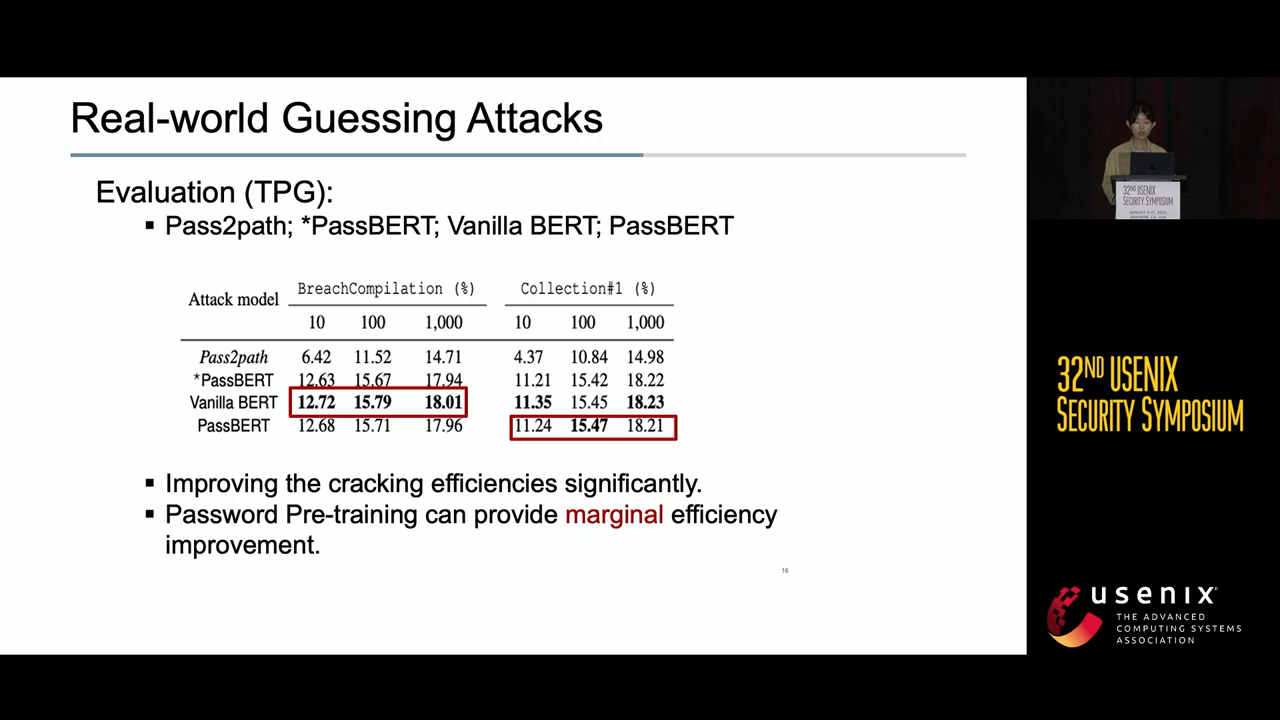 Real-world Guessing Attacks
Evaluation (TPG):
▪ Pass2path; *PassBERT; Vanilla BERT; PassBERT
Attack model BreachCompilation (%) Collection#1 (%)
10 100 1,000 10 100 1,000
Pass2path 6.42 11.52 14.71 4.37 10.84 14.98
*PassBERT 12.63 15.67 17.94 11.21 15.42 18.22
Vanilla BERT 12.72 15.79 18.01 11.35 15.45 18.23
PassBERT 12.68 15.71 17.96 11.24 15.47 18.21
▪ Improving the cracking efficiencies significantly.
▪ Password Pre-training can provide marginal efficiency
improvement.
16
32ND USENIX
SECURITY SYMPOSIUM
32ND USENIX
SECURITY SYMPOSIUM
usenix
THE ADVANCED
COMPUTING SYSTEMS
ASSOCIATION